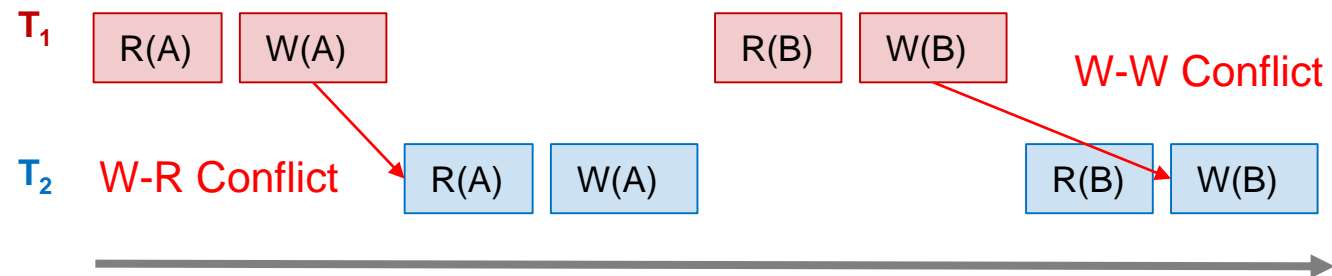 T₁ R(A) W(A) R(B) W(B)
W-W Conflict
T₂ W-R Conflict R(A) W(A) R(B) W(B)